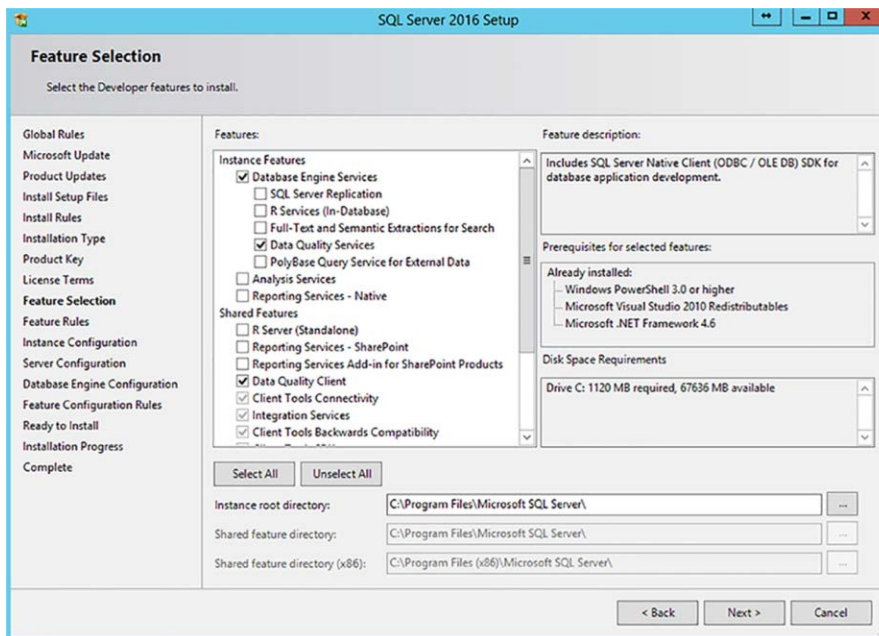 SQL Server 2016 Setup
Feature Selection
Select the Developer features to install.
Global Rules
Microsoft Update
Product Updates
Install Setup Files
Install Rules
Installation Type
Product Key
License Terms
Feature Selection
Feature Rules
Instance Configuration
Server Configuration
Database Engine Configuration
Feature Configuration Rules
Ready to Install
Installation Progress
Complete
Features:
Instance Features
Database Engine Services
SQL Server Replication
R Services (In-Database)
Full-Text and Semantic Extractions for Search
Data Quality Services
PolyBase Query Service for External Data
Analysis Services
Reporting Services - Native
Shared Features
R Server (Standalone)
Reporting Services - SharePoint
Reporting Services Add-in for SharePoint Products
Data Quality Client
Client Tools Connectivity
Integration Services
Client Tools Backwards Compatibility
Feature description:
Includes SQL Server Native Client (ODBC / OLE DB) SDK for
database application development.
Prerequisites for selected features:
Already installed:
Windows PowerShell 3.0 or higher
Microsoft Visual Studio 2010 Redistributables
Microsoft .NET Framework 4.6
Disk Space Requirements
Drive C: 1120 MB required, 67636 MB available
Select All
Unselect All
Instance root directory:
C:\Program Files\Microsoft SQL Server\
...
Shared feature directory:
C:\Program Files\Microsoft SQL Server\
...
Shared feature directory (x86):
C:\Program Files (x86)\Microsoft SQL Server\
...
< Back
Next >
Cancel